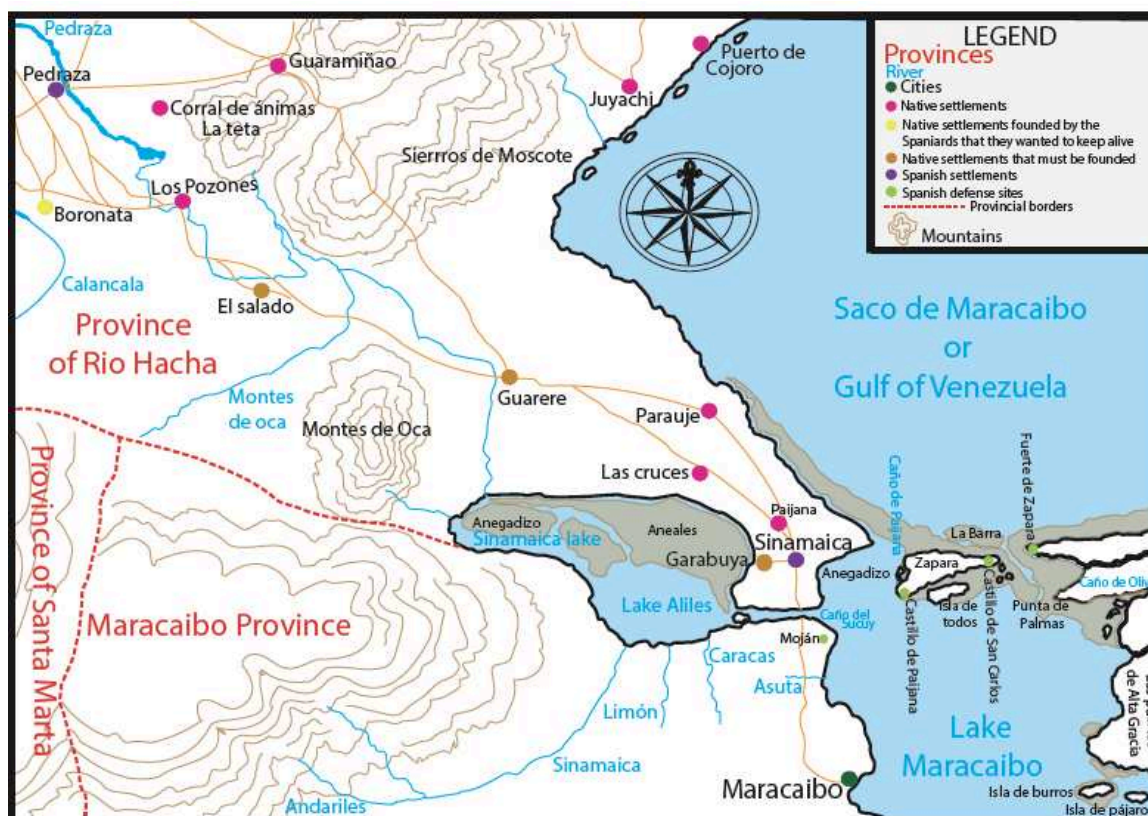 Pedraza
Pedraza
Guaramiñao
Corral de ánimas
La teta
Puerto de
Cojoro
Juyachi
Sierrros de Moscote
Los Pozones
Boronata
Calancala
El salado
Province
of Rio Hacha
Montes
de oca
Montes de Oca
Guarere
Parauje
Las cruces
Paijana
Sinamaica
Garabuya
Anegadizo
Sinamaica lake
Aneales
Lake Aliles
Province of Santa Marta
Maracaibo Province
Caño del
Sucuy
Moján
Caracas
Asuta
Limón
Sinamaica
Andariles
Maracaibo
LEGEND
Provinces
River
Cities
Native settlements
Native settlements founded by the
Spaniards that they wanted to keep alive
Native settlements that must be founded
Spanish settlements
Spanish defense sites
Provincial borders
Mountains
Saco de Maracaibo
or
Gulf of Venezuela
Caño de Paijana
Fuerte de Zapara
La Barra
Anegadizo
Zapara
Isla de
todos
Castillo de Paijana
Castillo de San Carlos
Punta de
Palmas
Caño de Oliv
de Alta Gracia
Lake
Maracaibo
Isla de burros
Isla de pájaro